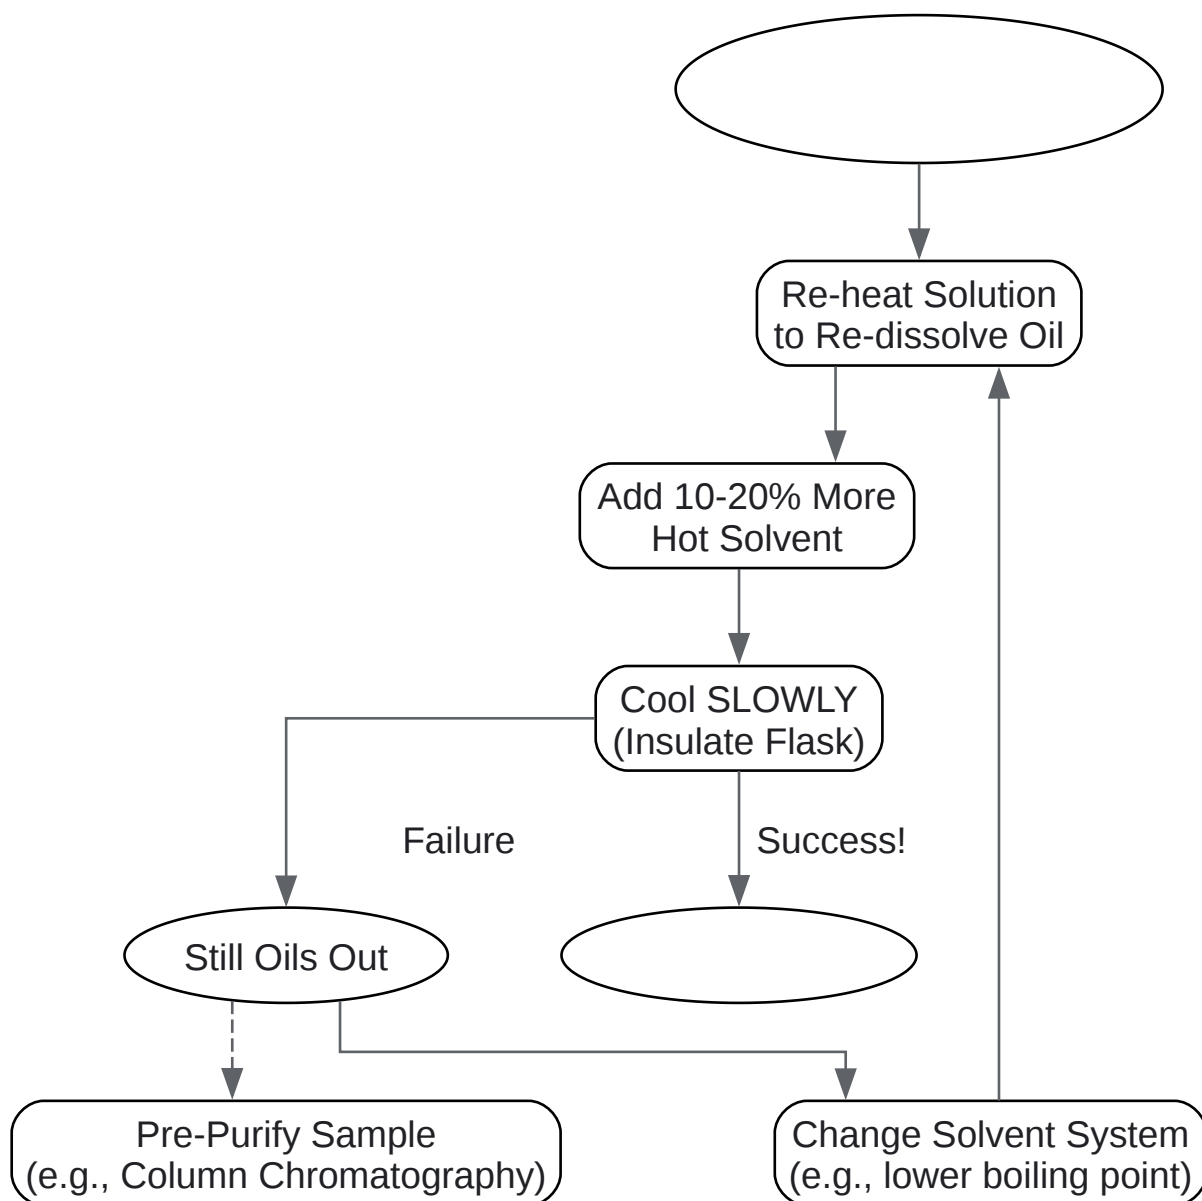 Re-heat Solution
to Re-dissolve Oil
Add 10-20% More
Hot Solvent
Cool SLOWLY
(Insulate Flask)
Failure
Success!
Still Oils Out
Pre-Purify Sample
(e.g., Column Chromatography)
Change Solvent System
(e.g., lower boiling point)